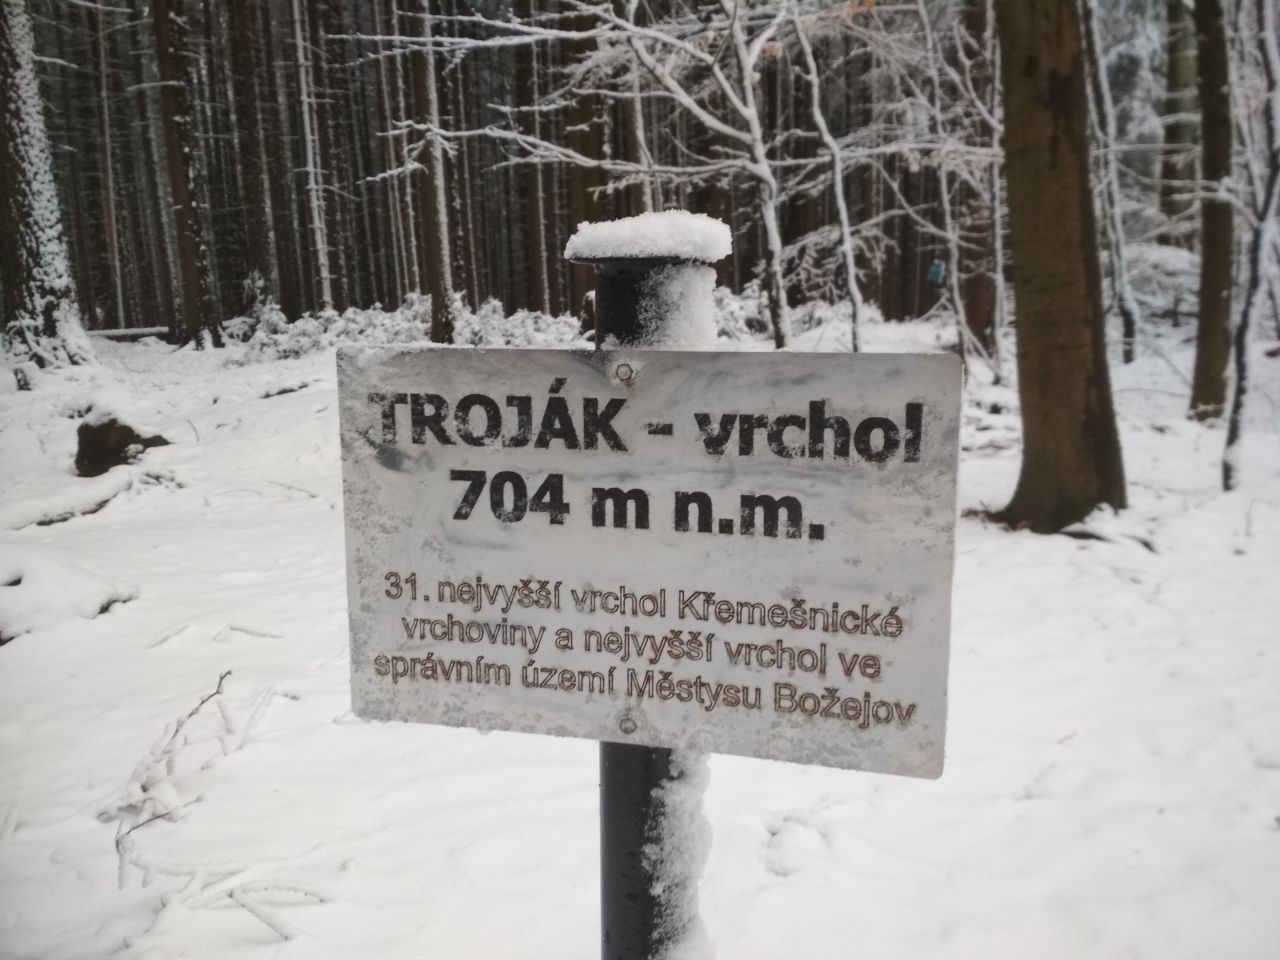 TROJÁK - vrchol
704 m n.m.
31. nejvyšší vrchol Křemešnické
vrchoviny a nejvyšší vrchol ve
správním území Městysu Božejov